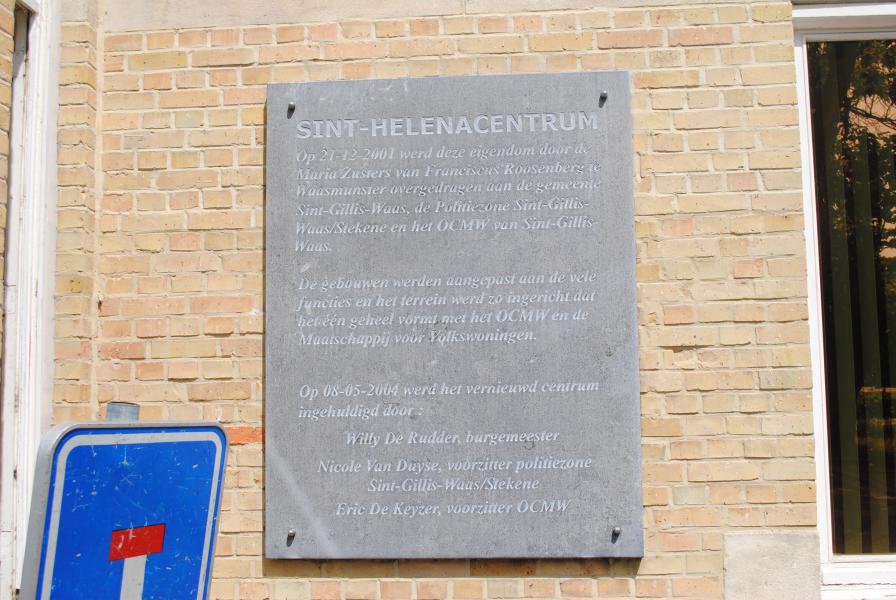 SINT-HELENACENTRUM
Op 21-12-2001 werd deze eigendom door de
Maria Zusters van Franciscus Roosenberg te
Waasmunster overgedragen aan de gemeente
Sint-Gillis-Waas, de Politiezone Sint-Gillis-
Waas/Stekene en het OCMW van Sint-Gillis-
Waas.
De gebouwen werden aangepast aan de vele
functies en het terrein werd zo ingericht dat
het één geheel vormt met het OCMW en de
Maatschappij voor Volkswoningen.
Op 08-05-2004 werd het vernieuwd centrum
ingehuldigd door :
Willy De Rudder, burgemeester
Nicole Van Duyse, voorzitter politiezone
Sint-Gillis-Waas/Stekene
Eric De Keyzer, voorzitter OCMW